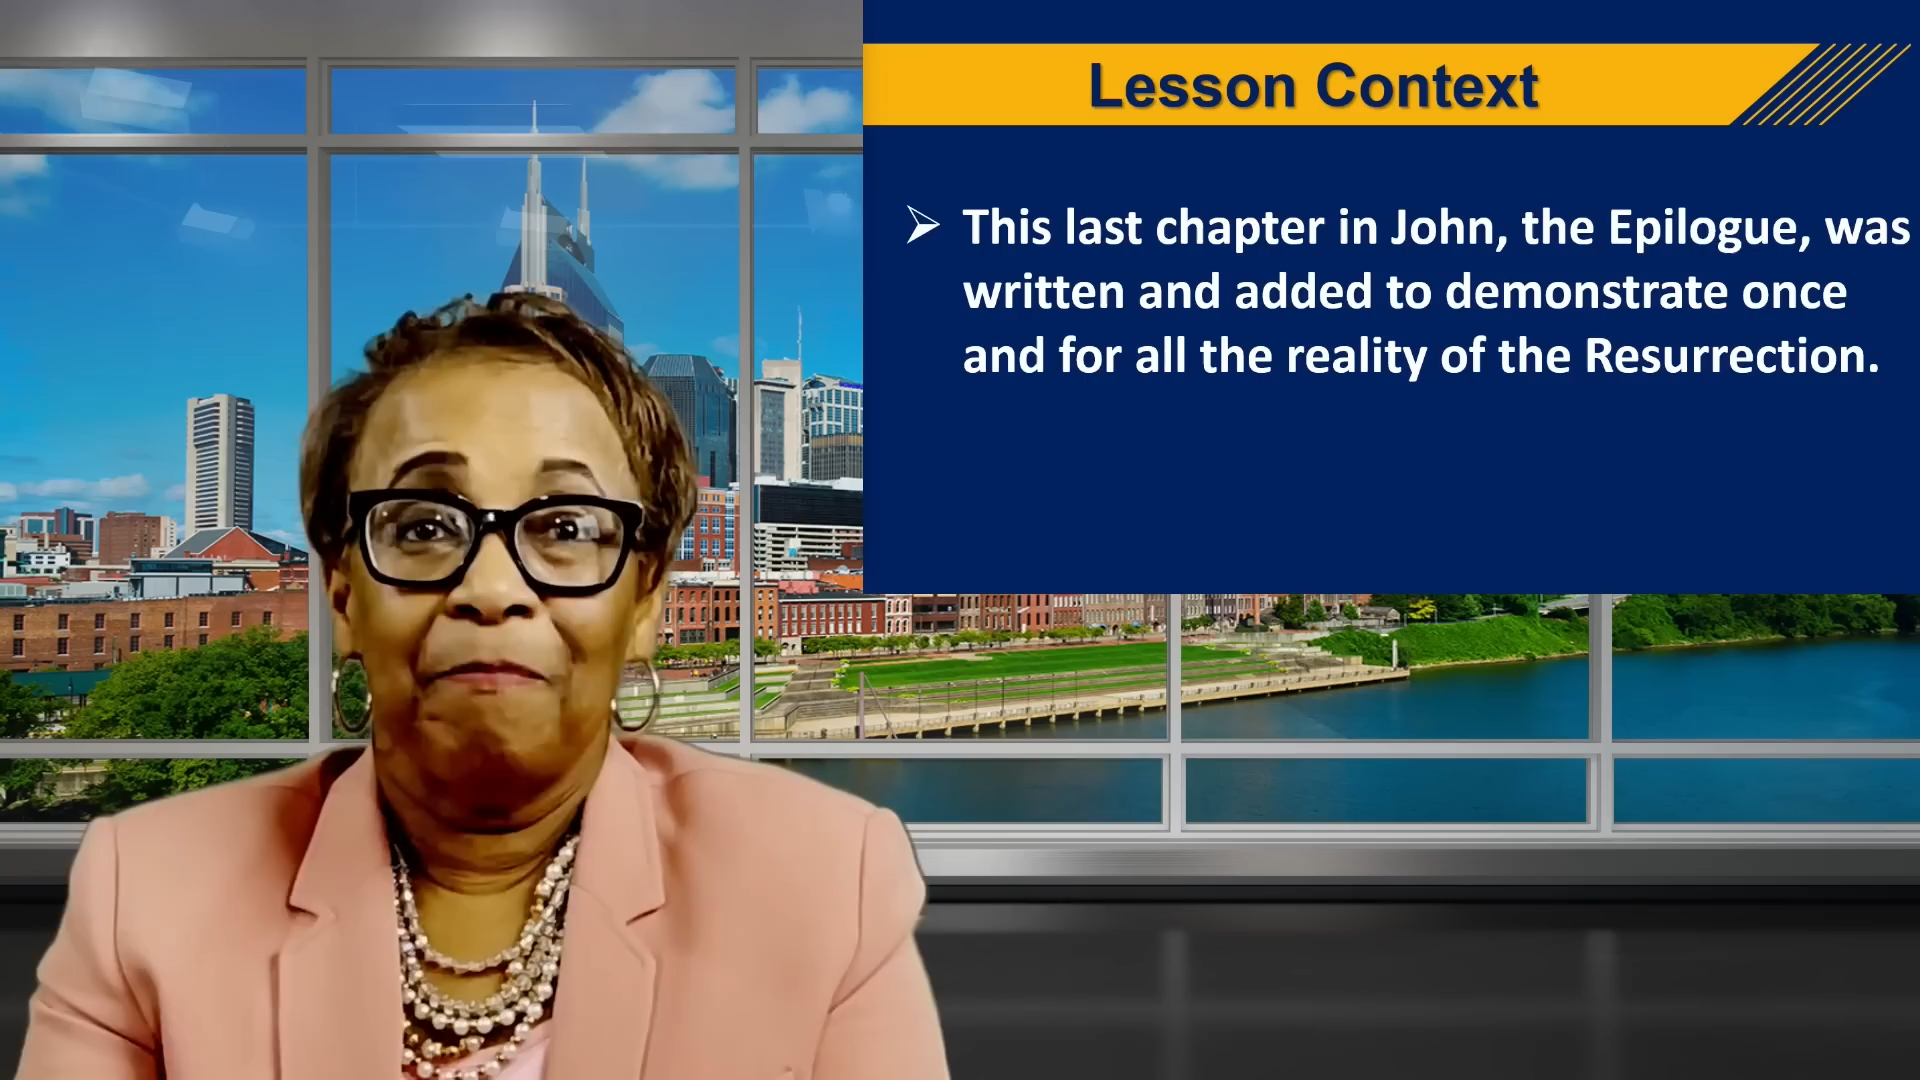 Lesson Context
This last chapter in John, the Epilogue, was
written and added to demonstrate once
and for all the reality of the Resurrection.